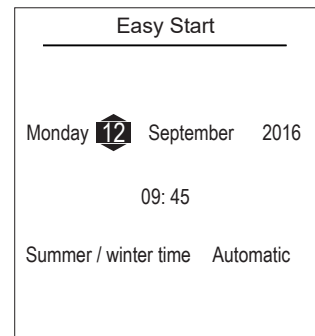 Easy Start
Monday 12 September 2016
09: 45
Summer / winter time Automatic